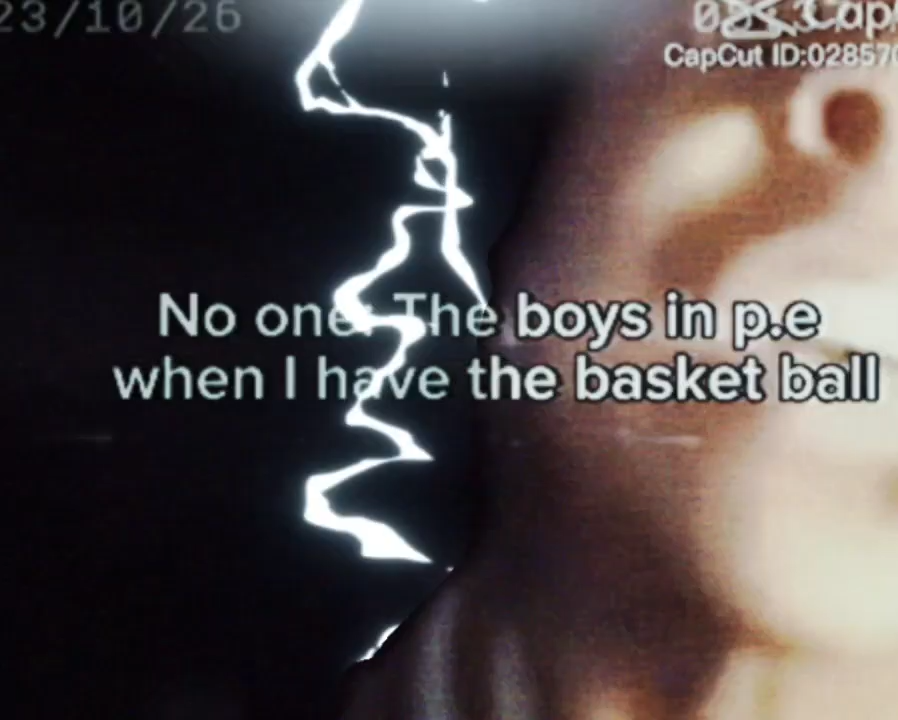 23/10/26
CapCut ID:02857
No one: The boys in p.e
when I have the basket ball